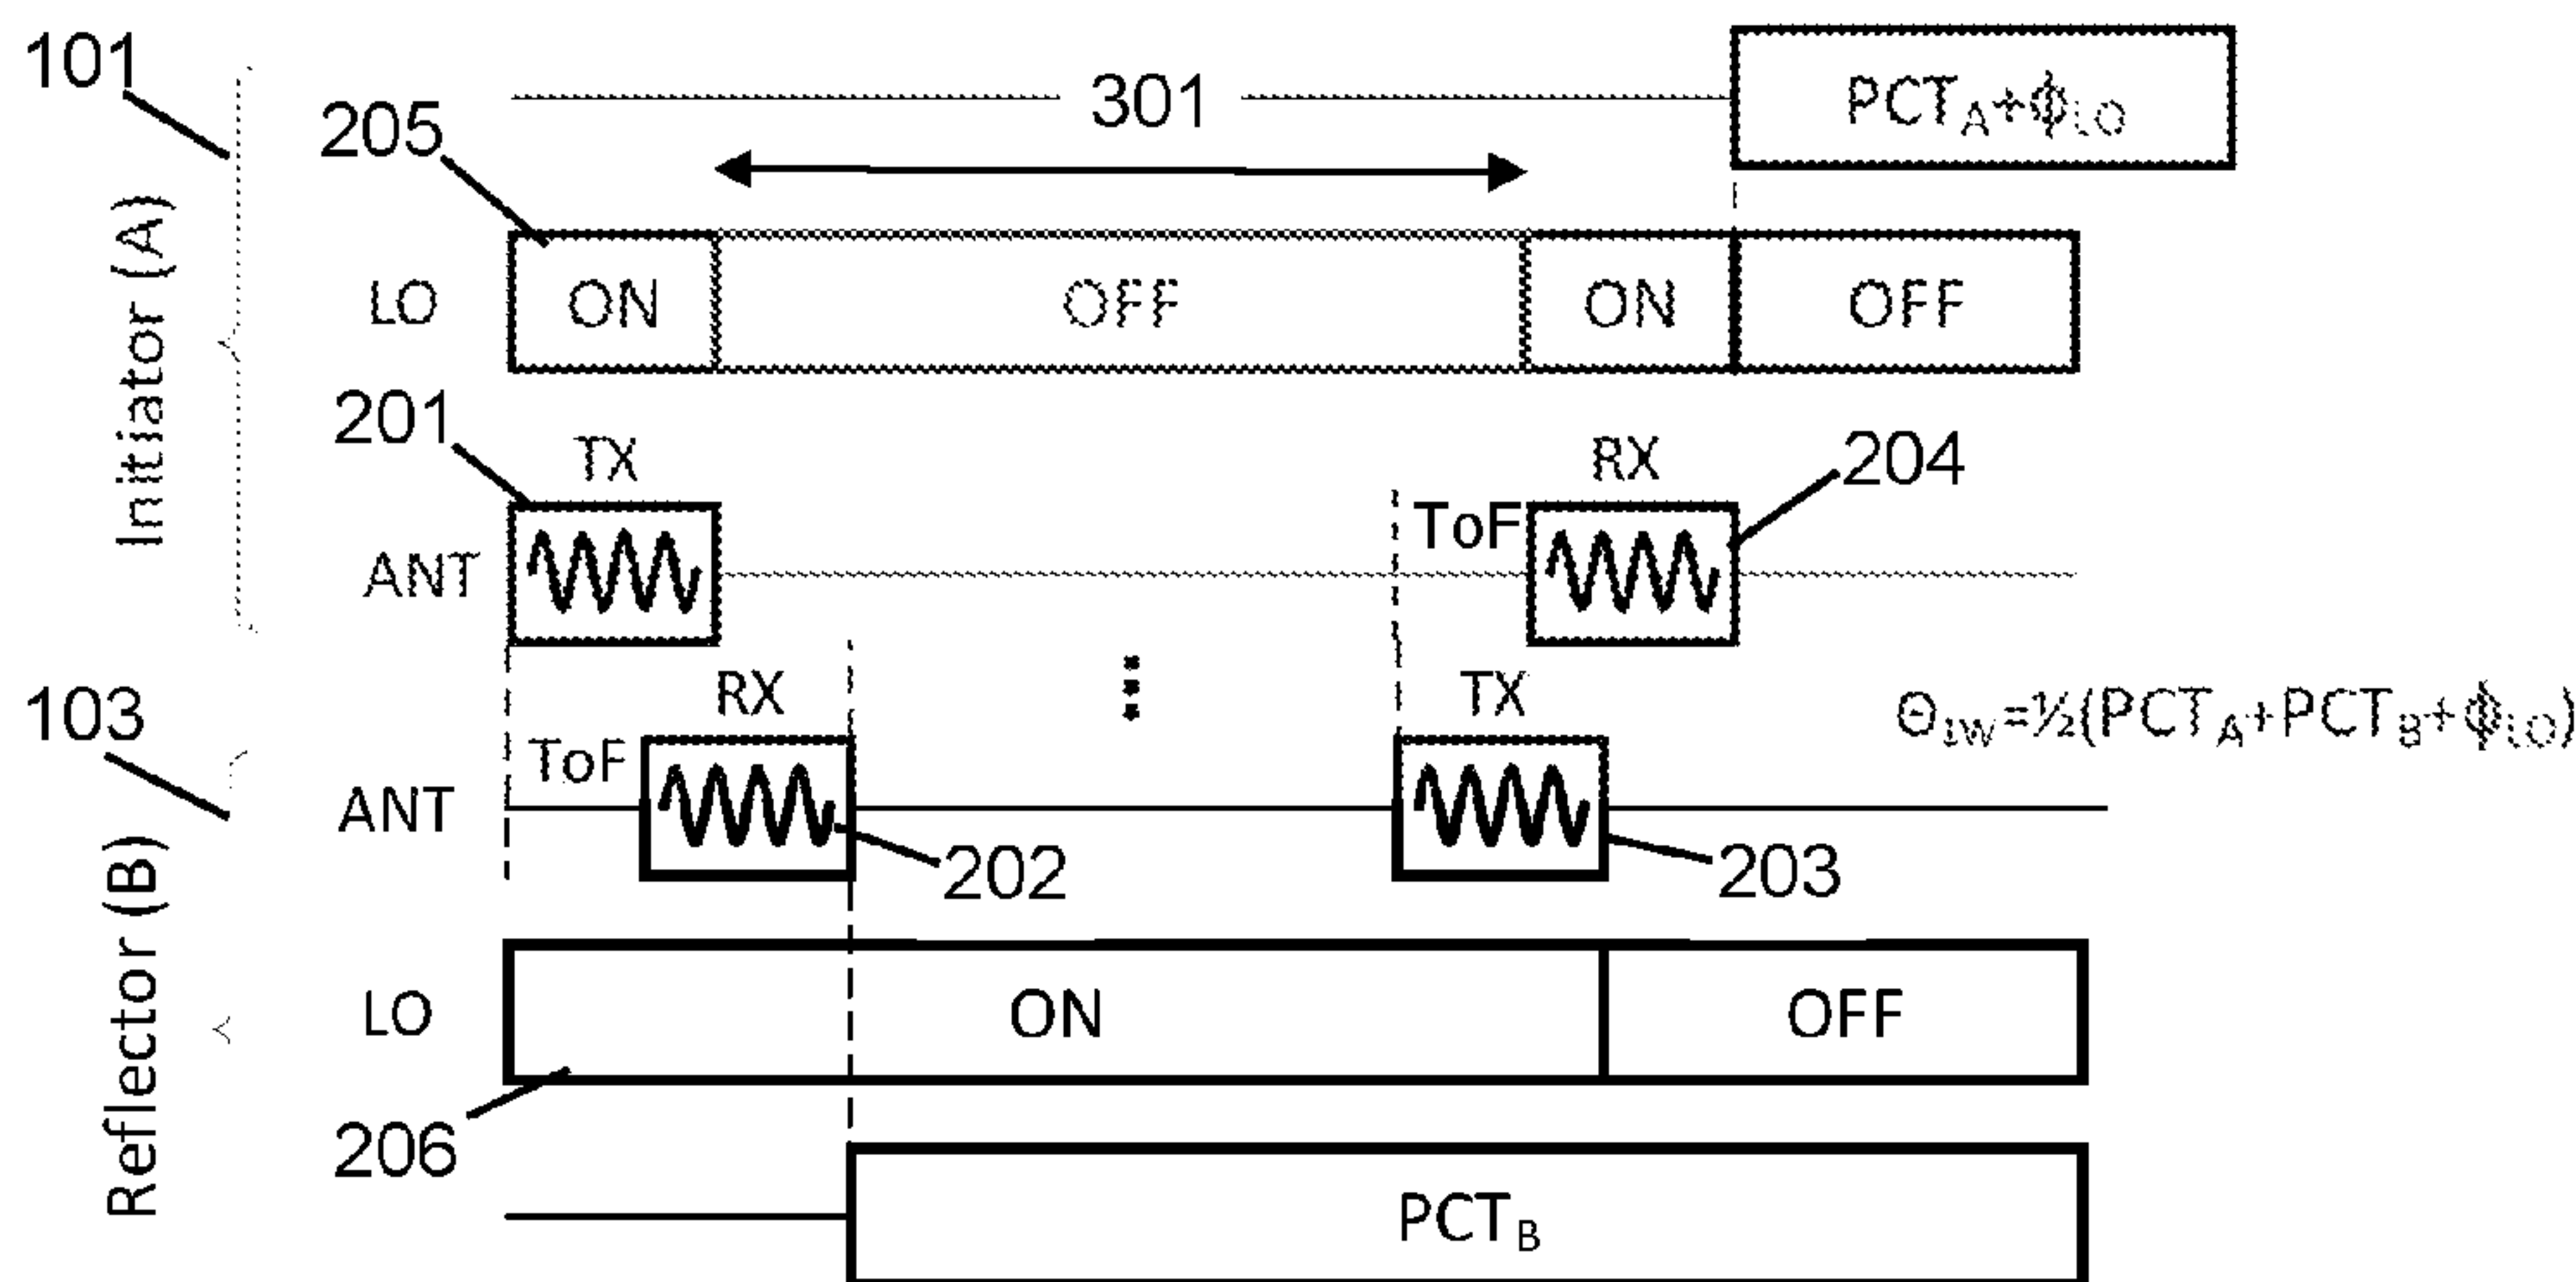 101
301
PCTA+ϕLO
205
Initiator (A)
LO
ON
OFF
ON
OFF
201
TX
RX
204
ANT
ToF
103
RX
TX
Θ1W=½(PCTA+PCTB+ϕLO)
ToF
ANT
202
203
Reflector (B)
LO
ON
OFF
206
PCTB